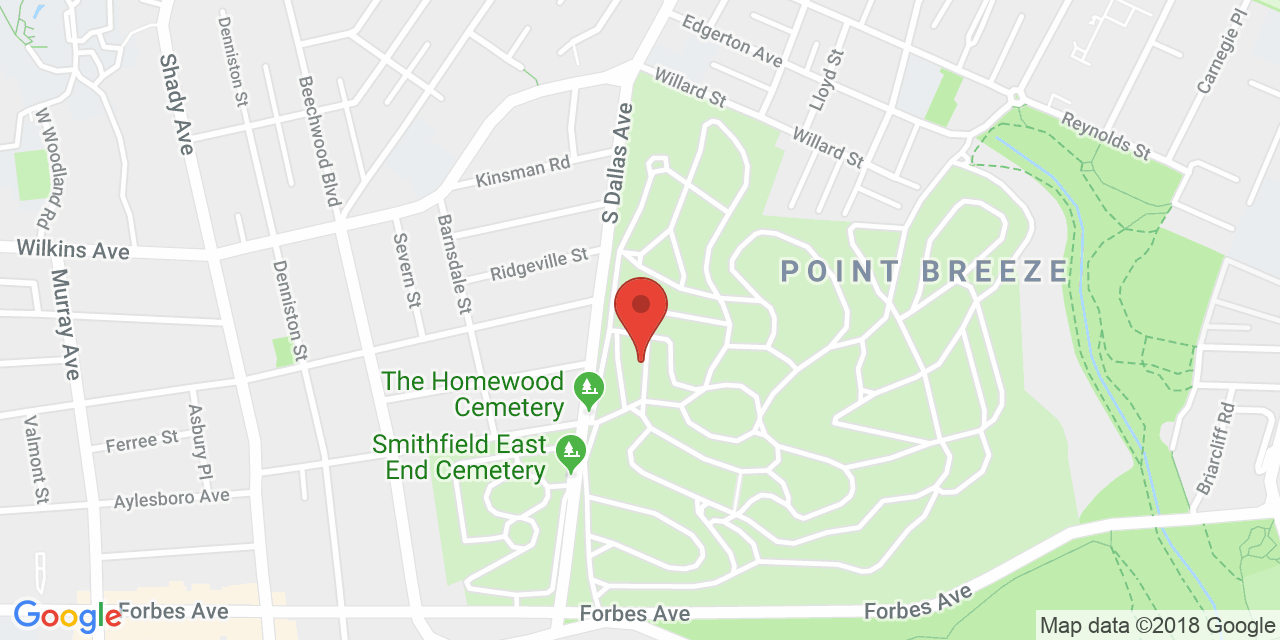 Edgerton Ave
Carnegie Pl
Denniston St
Shady Ave
Beechwood Blvd
Willard St
Lloyd St
W Woodland Rd
S Dallas Ave
Willard St
Reynolds St
Kinsman Rd
Wilkins Ave
Barnsdale St
Severn St
Ridgeville St
POINT BREEZE
Denniston St
Murray Ave
The Homewood
Cemetery
Valmont St
Asbury Pl
Ferree St
Smithfield East
End Cemetery
Briarcliff Rd
Aylesboro Ave
Forbes Ave
Forbes Ave
Forbes Ave
Google
Map data ©2018 Google